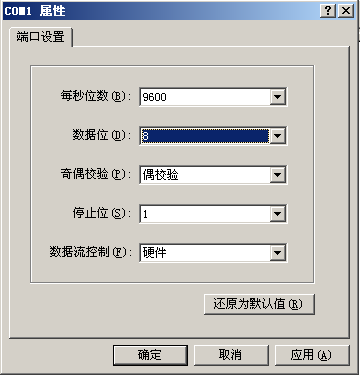 COM1 属性
端口设置
每秒位数(B): 9600
数据位(D): 8
奇偶校验(P): 偶校验
停止位(S): 1
数据流控制(F): 硬件
还原为默认值(R)
确定 取消 应用(A)